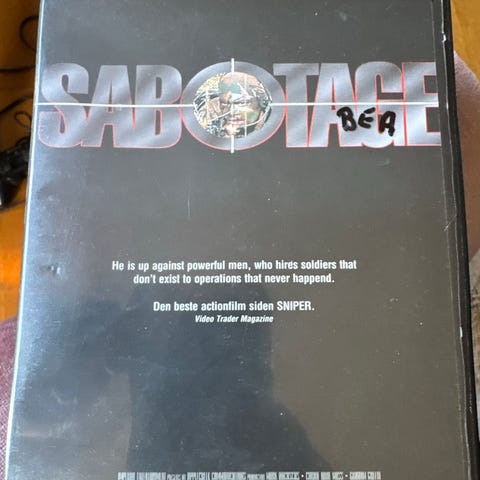 SABOTAGE
BEA
He is up against powerful men, who hires soldiers that
don't exist to operations that never happend.
Den beste actionfilm siden SNIPER.
Video Trader Magazine